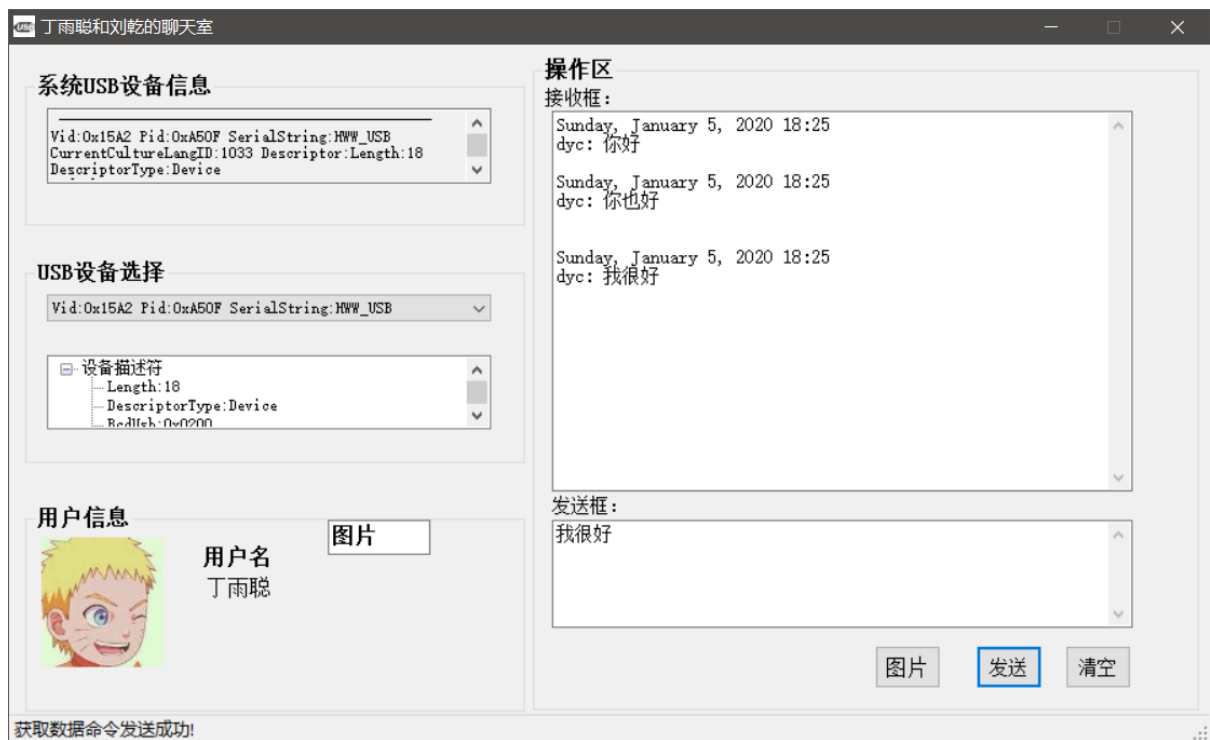 丁雨聪和刘乾的聊天室
系统USB设备信息
Vid:0x15A2 Pid:0xA50F SerialString:HWW_USB
CurrentCultureLangID:1033 Descriptor:Length:18
DescriptorType:Device
USB设备选择
Vid:0x15A2 Pid:0xA50F SerialString:HWW_USB
设备描述符
Length:18
DescriptorType:Device
BcdUsb:0x0200
用户信息
图片
用户名
丁雨聪
操作区
接收框：
Sunday, January 5, 2020 18:25
dyc: 你好
Sunday, January 5, 2020 18:25
dyc: 你也好
Sunday, January 5, 2020 18:25
dyc: 我很好
发送框：
我很好
图片 发送 清空
获取数据命令发送成功!